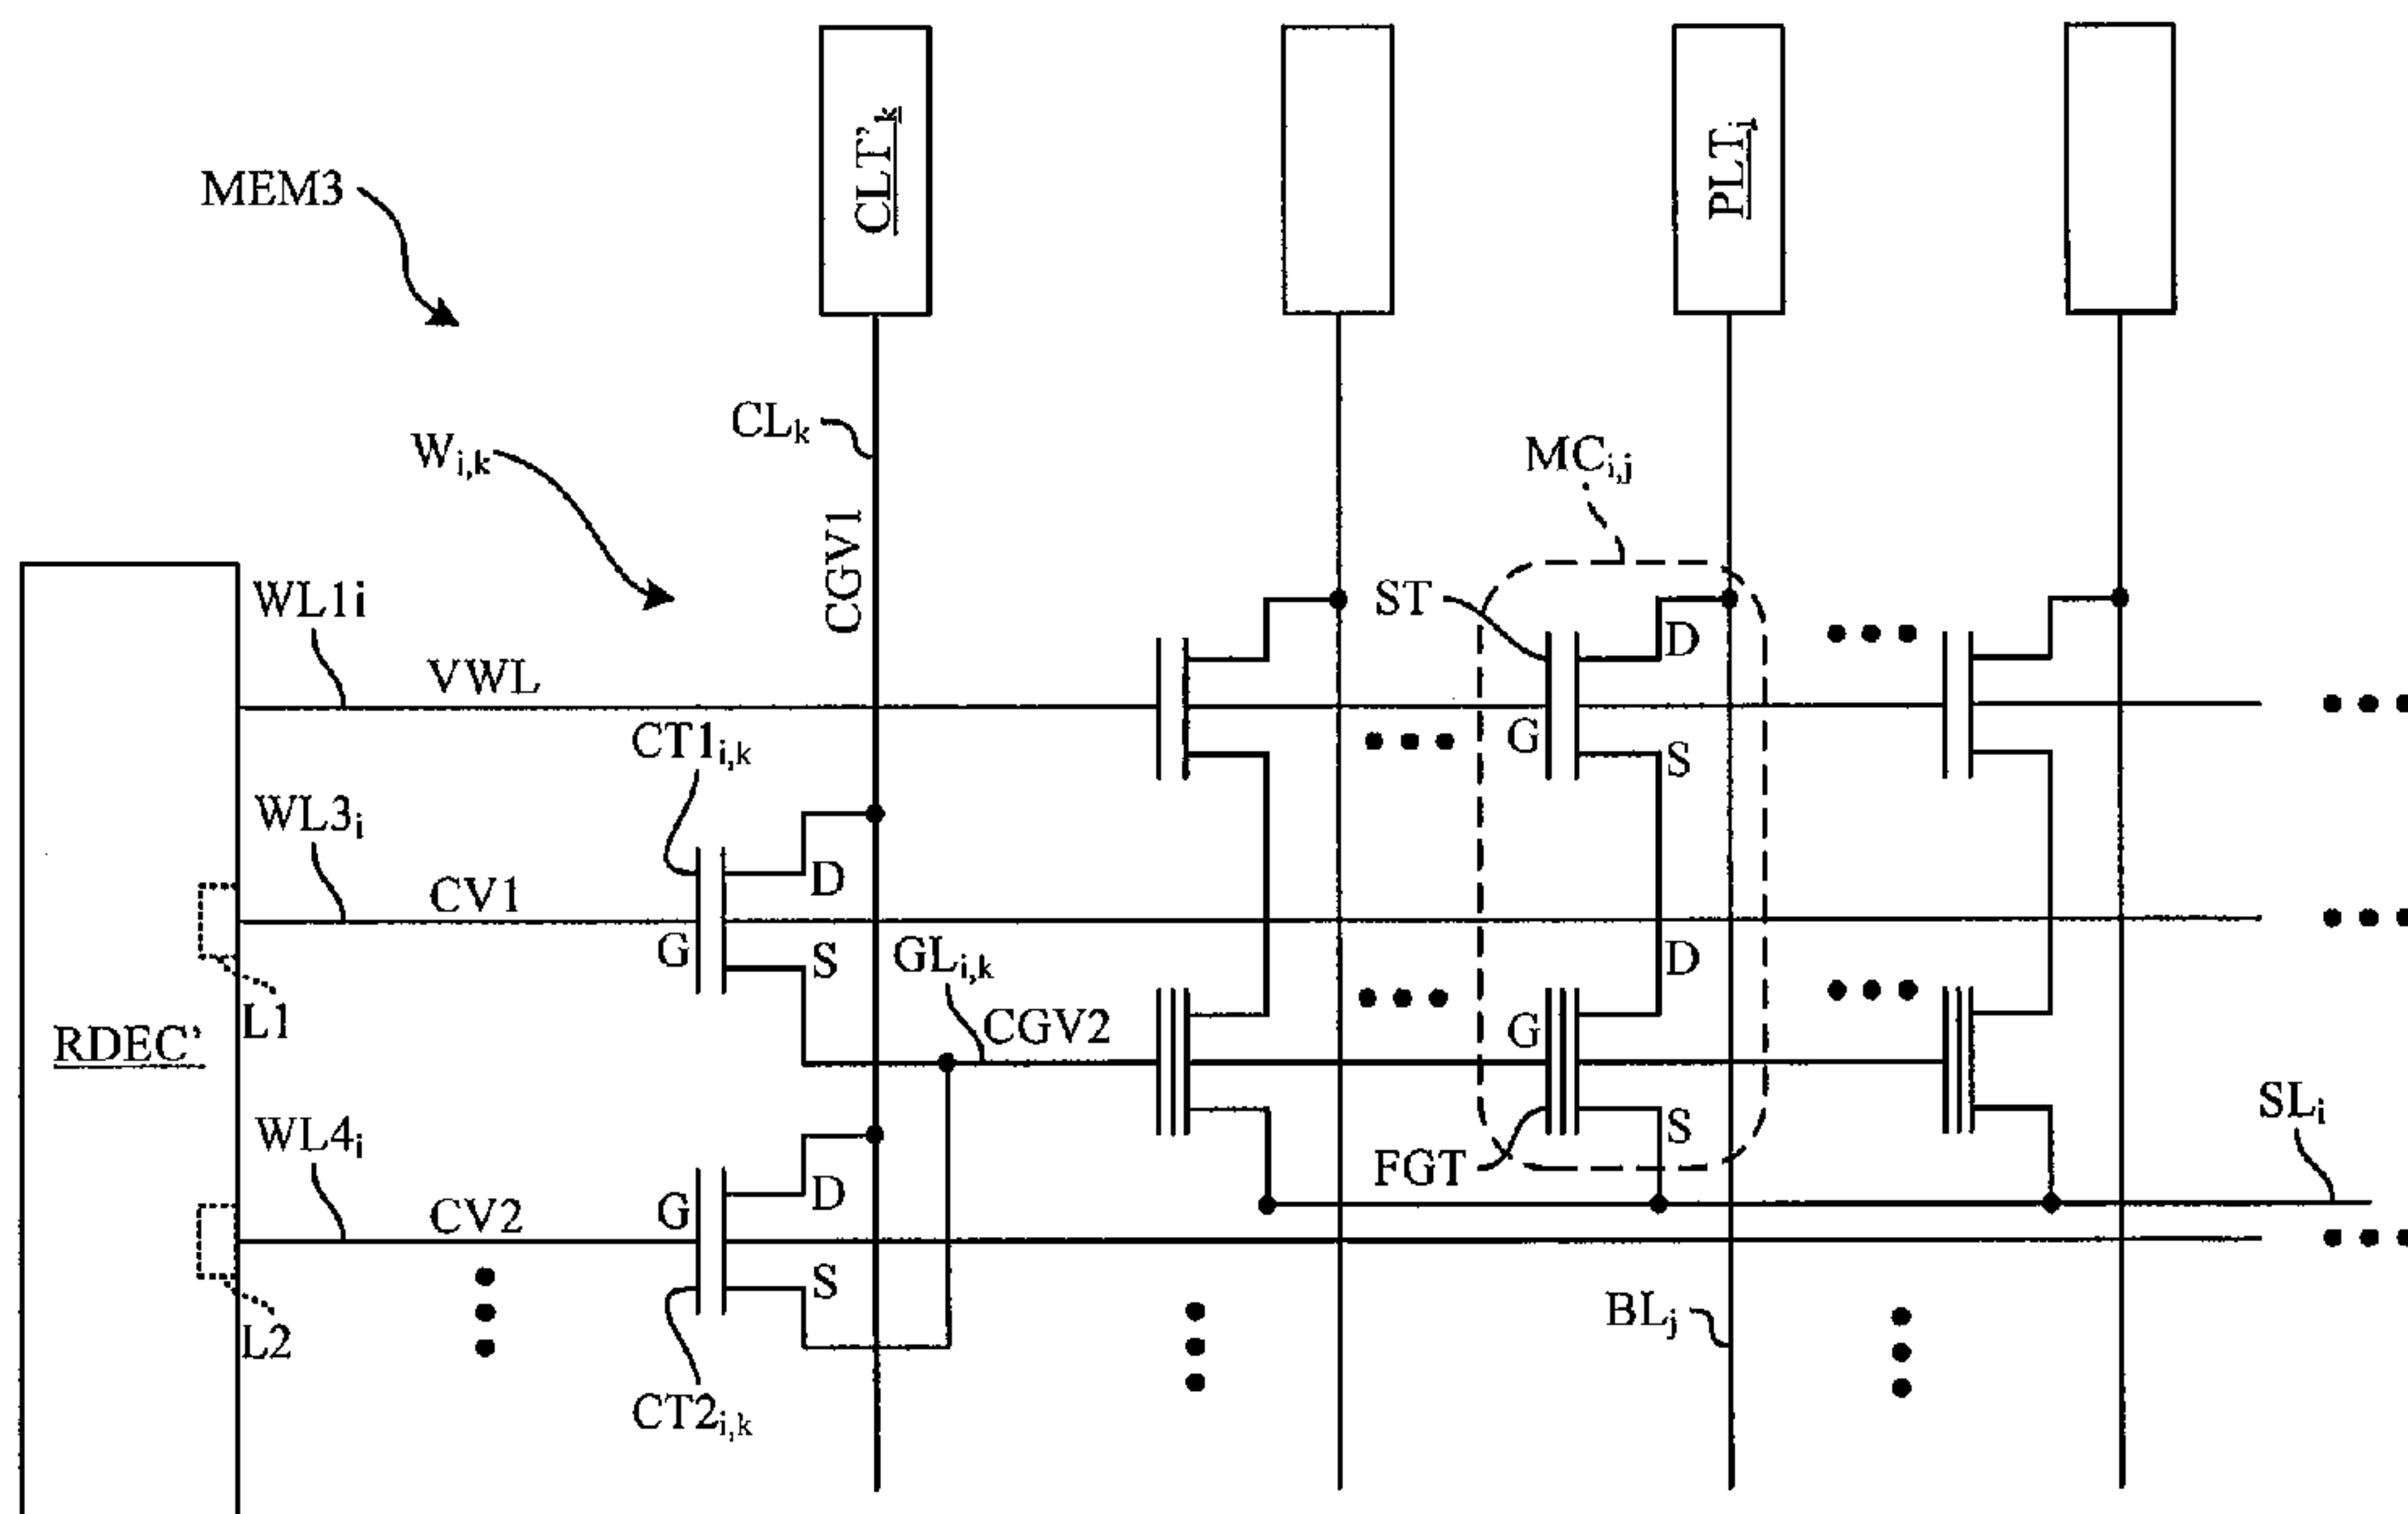 CLT'k
PLTj
MEM3
CLk
Wi,k
MCi,j
CGV1
WL1i
ST
D
VWL
G
S
CT1i,k
WL3i
D
CV1
G
S
GLi,k
D
L1
CGV2
G
RDEC'
SLi
WL4i
S
FGT
D
G
CV2
S
BLj
L2
CT2i,k